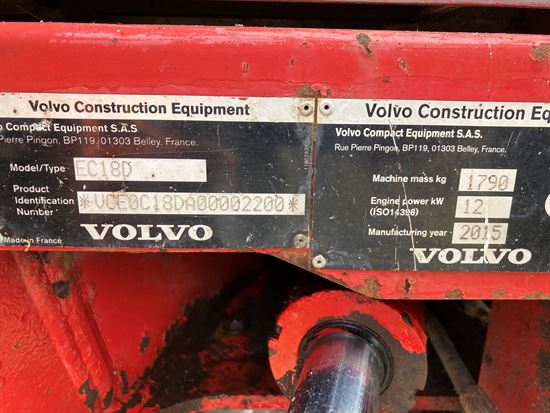 Volvo Construction Equipment
Volvo Compact Equipment S.A.S
Pierre Pingon, BP119, 01303 Belley, France.
Model/Type EC18D
Product
Identification
Number *VCE0C18DA00002200*
Made in France
VOLVO
Volvo Construction
Volvo Compact Equipment S.A.S.
Rue Pierre Pingon, BP119, 01303 Belley, France.
Machine mass kg 1790
Engine power kW 12
(ISO14396)
Manufacturing year 2015
VOLVO